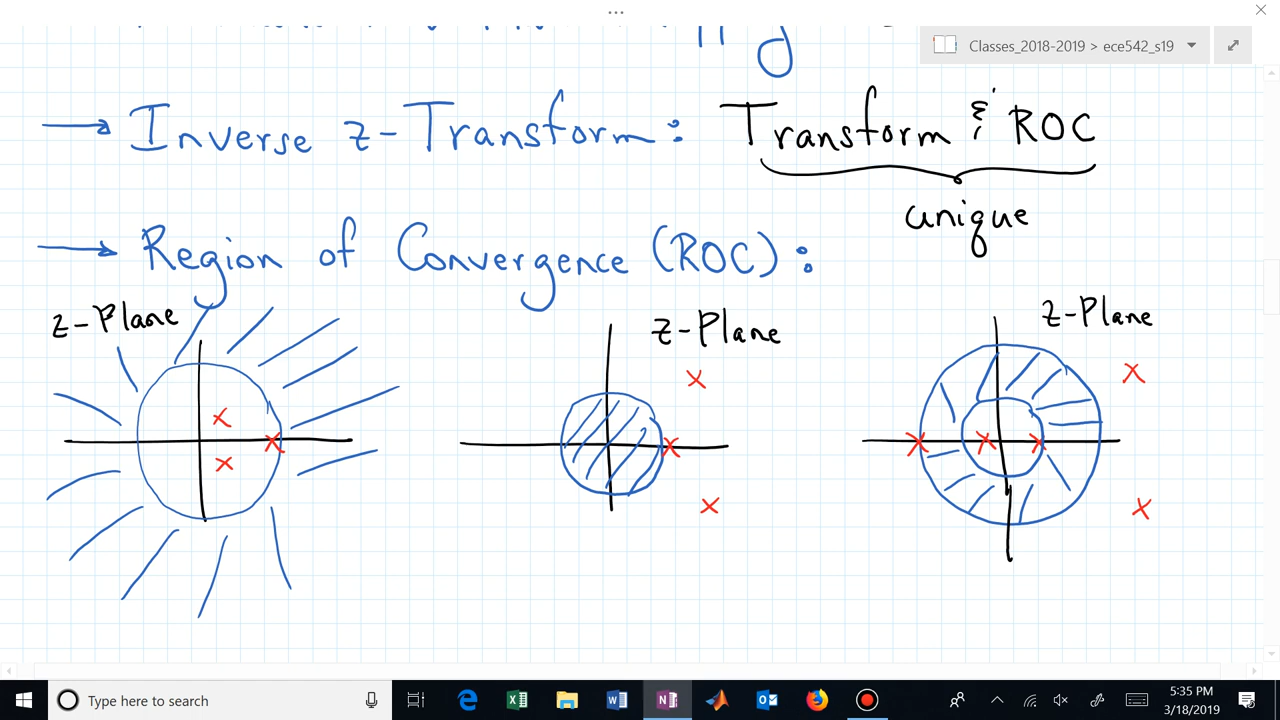 Classes_2018-2019 > ece542_s19
→ Inverse z-Transform: Transform & ROC
unique
→ Region of Convergence (ROC):
z-Plane
z-Plane
z-Plane
Type here to search
5:35 PM
3/18/2019